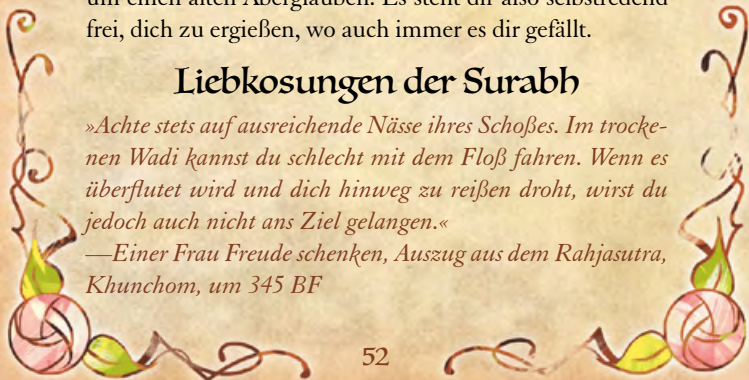 um einen alten Aberglauben. Es steht dir also selbstredend
frei, dich zu ergießen, wo auch immer es dir gefällt.
Liebkosungen der Surabh
»Achte stets auf ausreichende Nässe ihres Schoßes. Im trocke-
nen Wadi kannst du schlecht mit dem Floß fahren. Wenn es
überflutet wird und dich hinweg zu reißen droht, wirst du
jedoch auch nicht ans Ziel gelangen.«
—Einer Frau Freude schenken, Auszug aus dem Rahjasutra,
Khunchom, um 345 BF
52